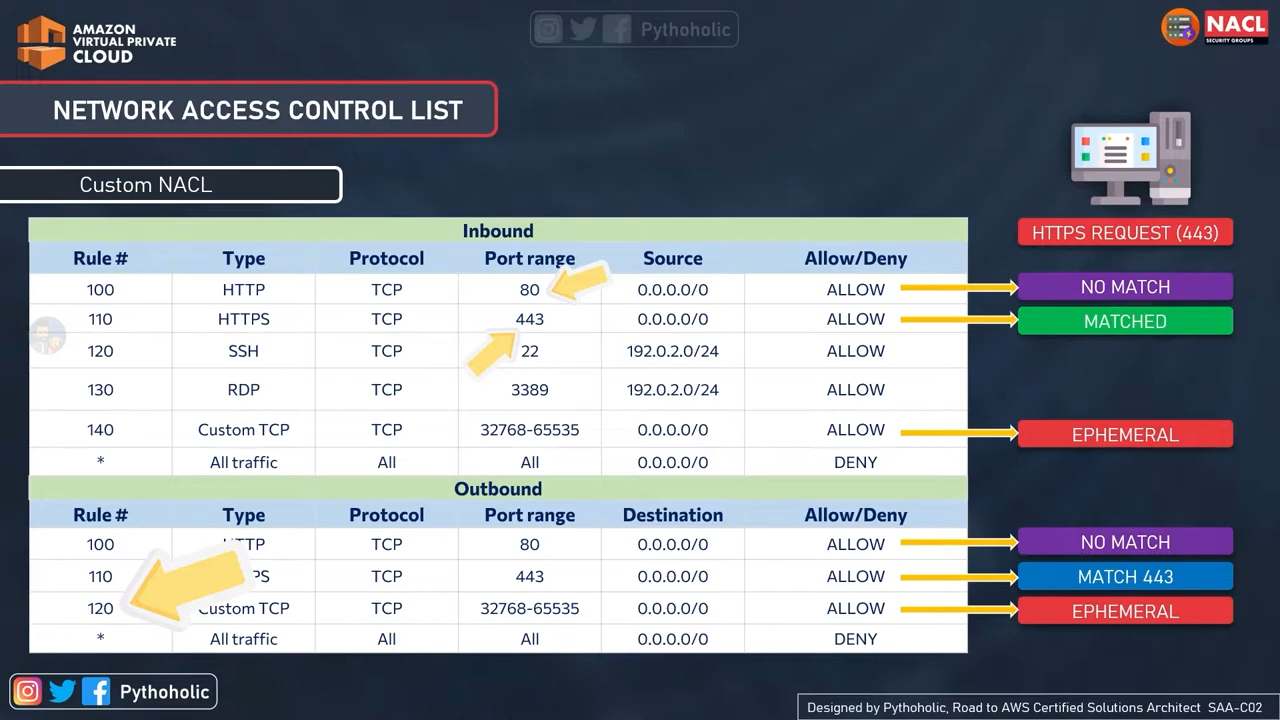 AMAZON
VIRTUAL PRIVATE
CLOUD
Pythoholic
NACL
SECURITY GROUPS
NETWORK ACCESS CONTROL LIST
Custom NACL
HTTPS REQUEST (443)
Inbound
Rule # Type Protocol Port range Source Allow/Deny
100 HTTP TCP 80 0.0.0.0/0 ALLOW NO MATCH
110 HTTPS TCP 443 0.0.0.0/0 ALLOW MATCHED
120 SSH TCP 22 192.0.2.0/24 ALLOW
130 RDP TCP 3389 192.0.2.0/24 ALLOW
140 Custom TCP TCP 32768-65535 0.0.0.0/0 ALLOW EPHEMERAL
* All traffic All All 0.0.0.0/0 DENY
Outbound
Rule # Type Protocol Port range Destination Allow/Deny
100 TP TCP 80 0.0.0.0/0 ALLOW NO MATCH
110 PS TCP 443 0.0.0.0/0 ALLOW MATCH 443
120 Custom TCP TCP 32768-65535 0.0.0.0/0 ALLOW EPHEMERAL
* All traffic All All 0.0.0.0/0 DENY
Pythoholic
Designed by Pythoholic, Road to AWS Certified Solutions Architect SAA-C02